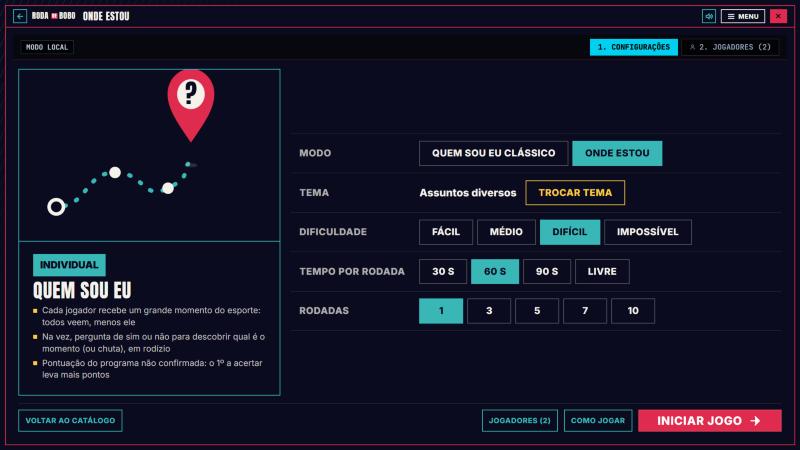 RODA DE BOBO ONDE ESTOU
MENU
MODO LOCAL
1. CONFIGURAÇÕES
2. JOGADORES (2)
?
MODO
QUEM SOU EU CLÁSSICO
ONDE ESTOU
TEMA
Assuntos diversos
TROCAR TEMA
DIFICULDADE
FÁCIL
MÉDIO
DIFÍCIL
IMPOSSÍVEL
TEMPO POR RODADA
30 S
60 S
90 S
LIVRE
RODADAS
1
3
5
7
10
INDIVIDUAL
QUEM SOU EU
Cada jogador recebe um grande momento do esporte:
todos veem, menos ele
Na vez, pergunta de sim ou não para descobrir qual é o
momento (ou chuta), em rodízio
Pontuação do programa não confirmada: o 1º a acertar
leva mais pontos
VOLTAR AO CATÁLOGO
JOGADORES (2)
COMO JOGAR
INICIAR JOGO